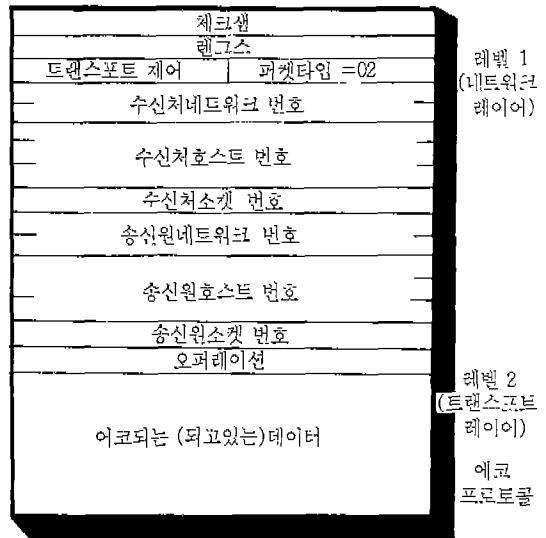 체크샘
렝그스
트랜스포트 제어 퍼켓타입 =02
수신처네트워크 번호
수신처호스트 번호
수신처소켓 번호
송신원네트워크 번호
송신원호스트 번호
송신원소켓 번호
오퍼레이션
에코되는 (되고있는)데이터
레벨 1
(네트워크
레이어)
레벨 2
(트랜스포트
레이어)
에코
프로토콜